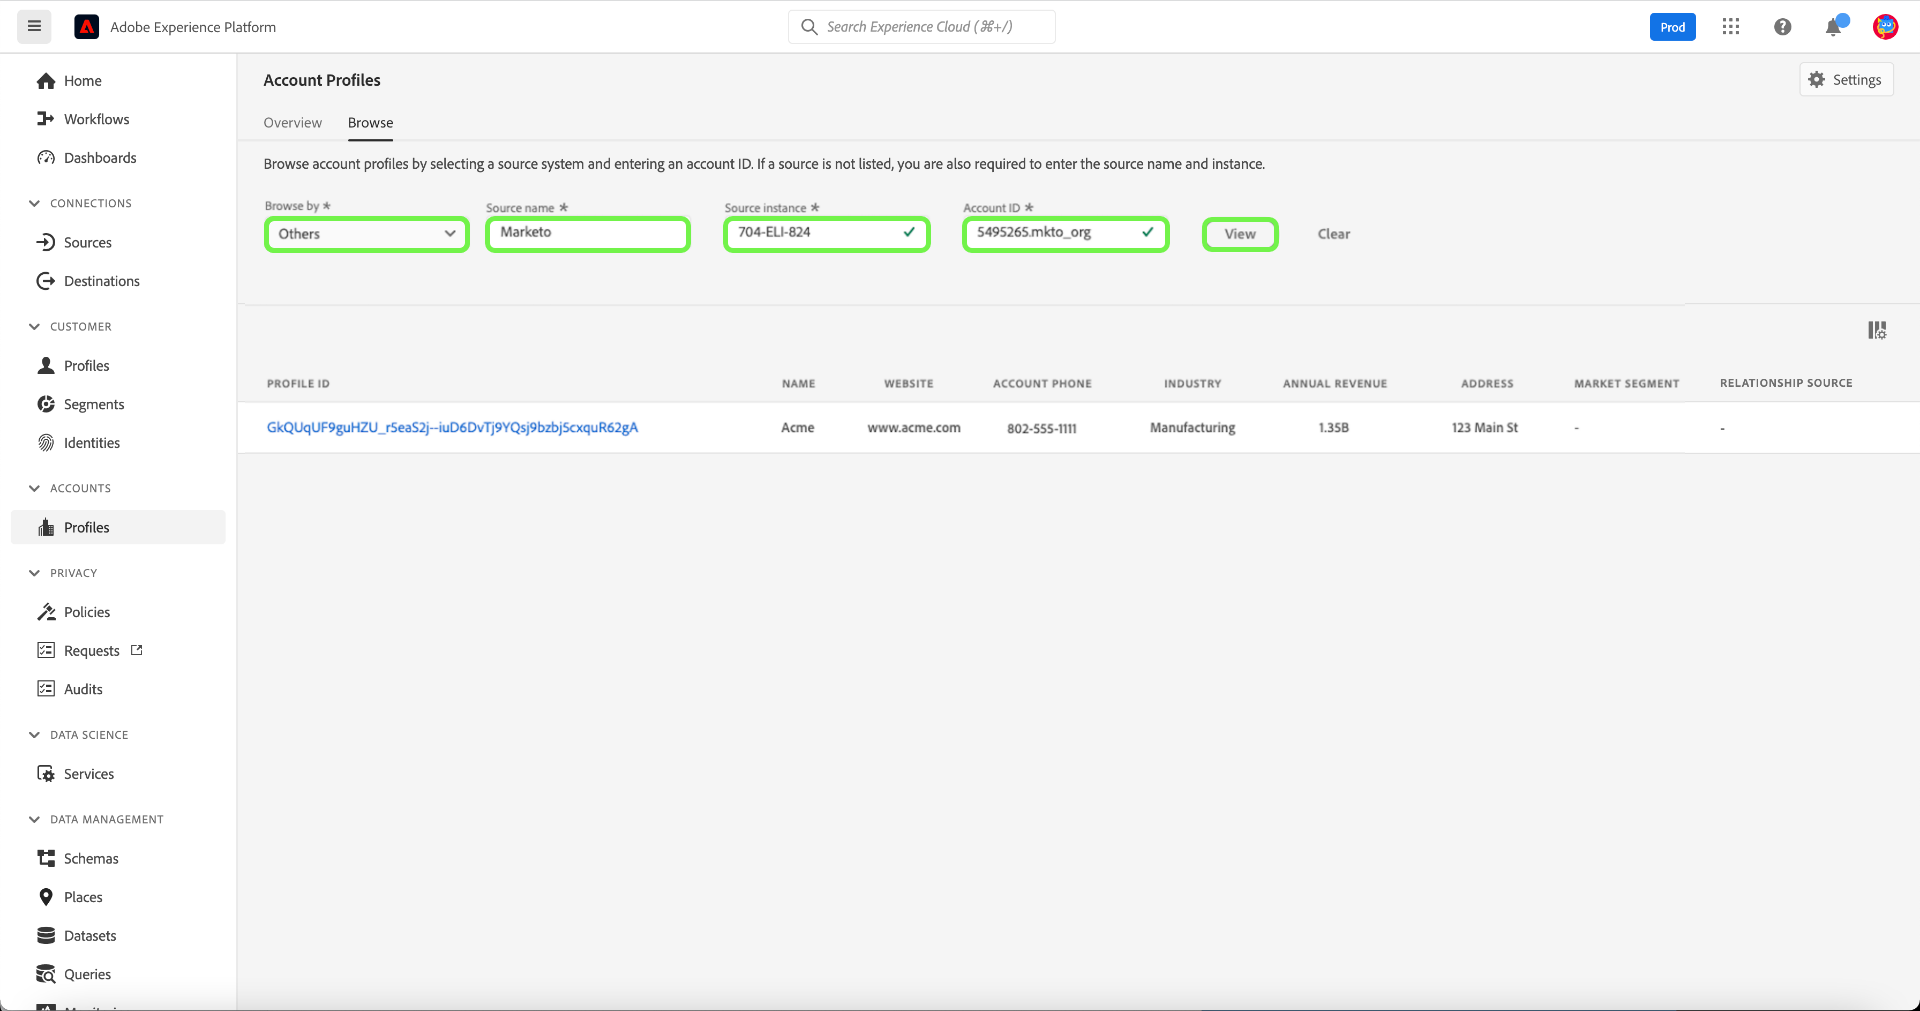 Adobe Experience Platform
Search Experience Cloud (⌘+/)
Prod
Home
Workflows
Dashboards
CONNECTIONS
Sources
Destinations
CUSTOMER
Profiles
Segments
Identities
ACCOUNTS
Profiles
PRIVACY
Policies
Requests
Audits
DATA SCIENCE
Services
DATA MANAGEMENT
Schemas
Places
Datasets
Queries
Account Profiles
Settings
Overview Browse
Browse account profiles by selecting a source system and entering an account ID. If a source is not listed, you are also required to enter the source name and instance.
Browse by * Source name * Source instance * Account ID *
Others Marketo 704-ELI-824 5495265.mkto_org View Clear
PROFILE ID NAME WEBSITE ACCOUNT PHONE INDUSTRY ANNUAL REVENUE ADDRESS MARKET SEGMENT RELATIONSHIP SOURCE
GkQUqUF9guHZU_r5eaS2j--iuD6DvTj9YQsj9bzbj5cxquR62gA Acme www.acme.com 802-555-1111 Manufacturing 1.35B 123 Main St - -